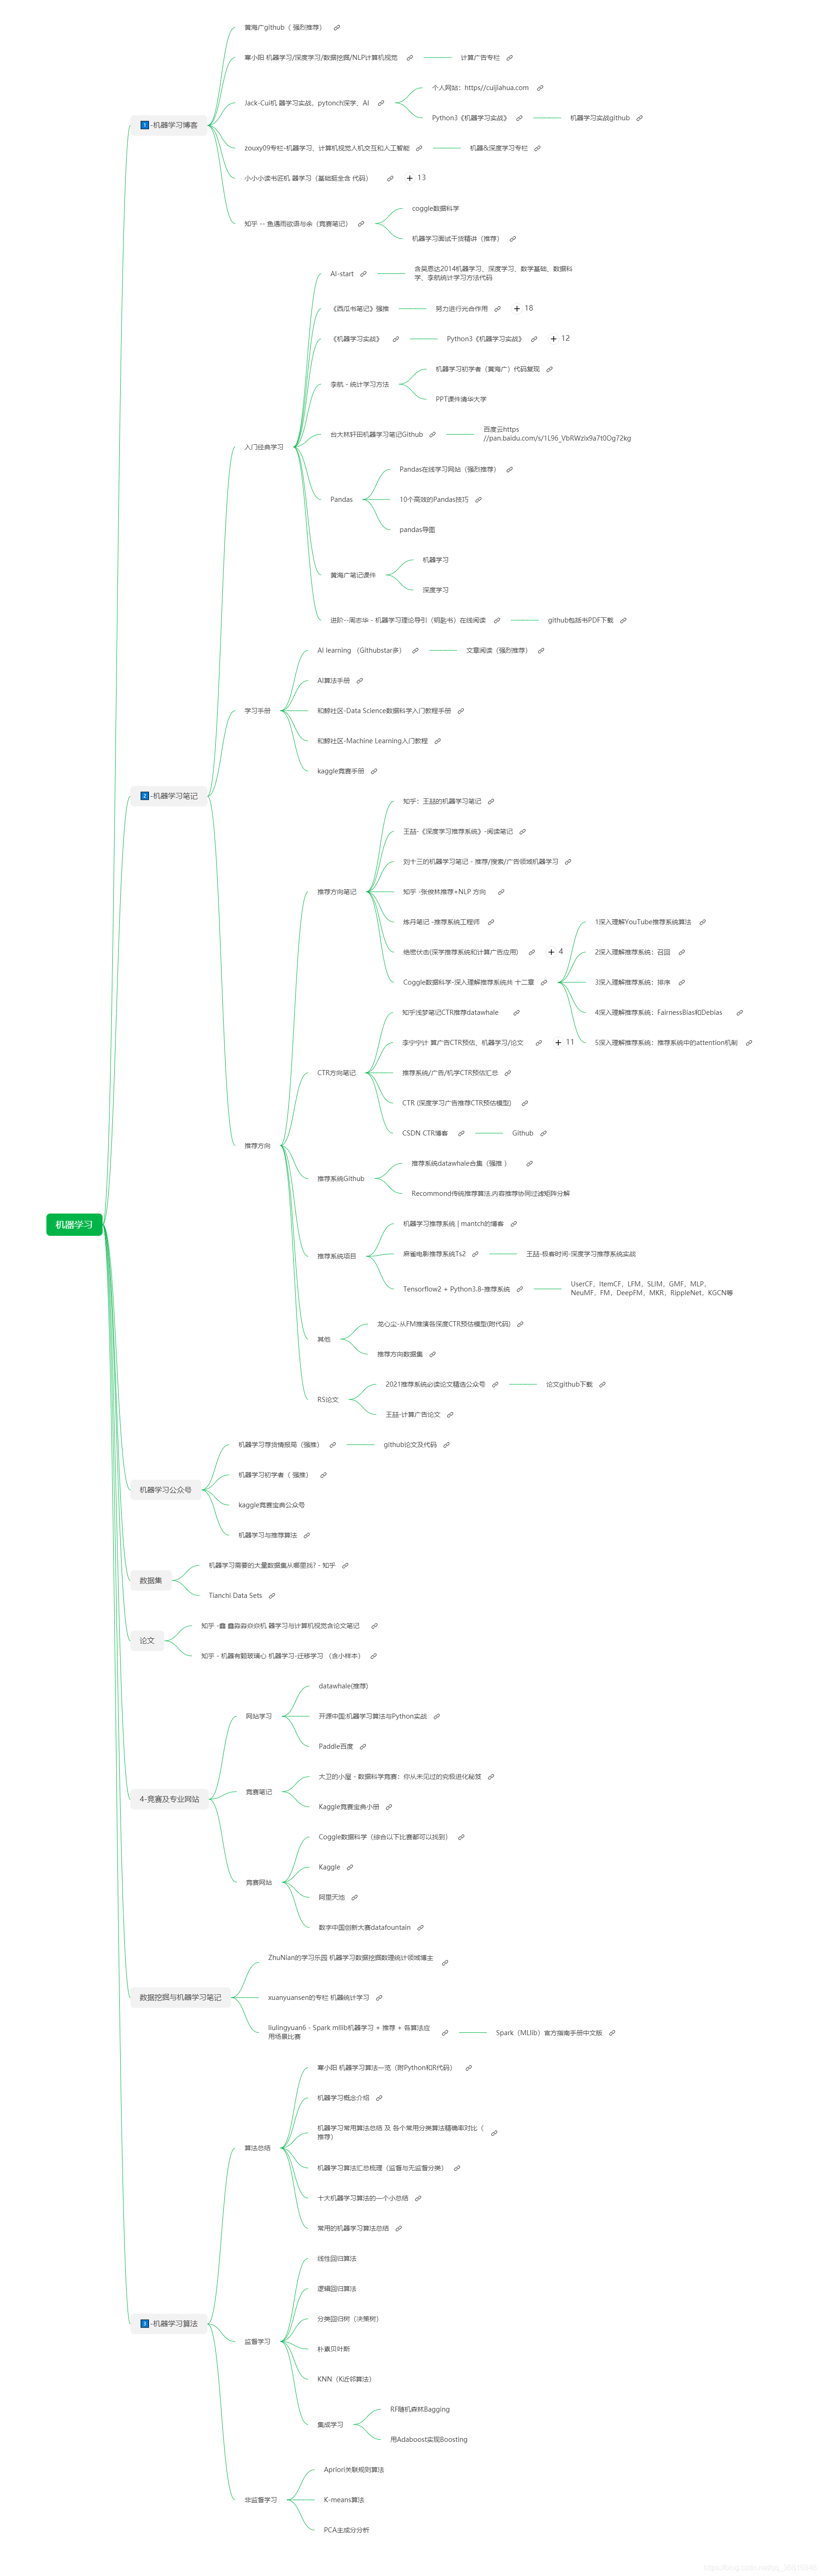 机器学习
1-机器学习博客
黄海广github（ 强烈推荐）
寒小阳 机器学习/深度学习/数据挖掘/NLP计算机视觉
计算广告专栏
Jack-Cui机 器学习实战，pytonch深学、AI
个人网站：https//cuijiahua.com
Python3《机器学习实战》
机器学习实战github
zouxy09专栏-机器学习、计算机视觉人机交互和人工智能
机器&深度学习专栏
小小小读书匠机 器学习（基础挺全含 代码）
13
知乎 -- 鱼遇雨欲语与余（竞赛笔记）
coggle数据科学
机器学习面试干货精讲（推荐）
2-机器学习笔记
入门经典学习
AI-start
含吴恩达2014机器学习、深度学习、数学基础、数据科
学、李航统计学习方法代码
《西瓜书笔记》强推
努力进行光合作用
18
《机器学习实战》
Python3《机器学习实战》
12
李航 - 统计学习方法
机器学习初学者（黄海广）代码复现
PPT课件清华大学
台大林轩田机器学习笔记Github
百度云https
//pan.baidu.com/s/1L96_VbRWzix9a7t0Og72kg
Pandas
Pandas在线学习网站（强烈推荐）
10个高效的Pandas技巧
pandas导图
黄海广笔记课件
机器学习
深度学习
进阶--周志华 - 机器学习理论导引（钥匙书）在线阅读
github包括书PDF下载
学习手册
AI learning （Githubstar多）
文章阅读（强烈推荐）
AI算法手册
和鲸社区-Data Science数据科学入门教程手册
和鲸社区-Machine Learning入门教程
kaggle竞赛手册
推荐方向
推荐方向笔记
知乎：王喆的机器学习笔记
王喆-《深度学习推荐系统》-阅读笔记
刘十三的机器学习笔记 - 推荐/搜索/广告领域机器学习
知乎 -张俊林推荐+NLP 方向
炼丹笔记 -推荐系统工程师
绝密伏击(深学推荐系统和计算广告应用)
4
Coggle数据科学-深入理解推荐系统共 十二章
1深入理解YouTube推荐系统算法
2深入理解推荐系统：召回
3深入理解推荐系统：排序
4深入理解推荐系统：FairnessBias和Debias
5深入理解推荐系统：推荐系统中的attention机制
CTR方向笔记
知乎浅梦笔记CTR推荐datawhale
李宁宁计 算广告CTR预估、机器学习/论文
11
推荐系统/广告/机学CTR预估汇总
CTR (深度学习广告推荐CTR预估模型)
CSDN CTR博客
Github
推荐系统Github
推荐系统datawhale合集（强推 ）
Recommond传统推荐算法.内容推荐协同过滤矩阵分解
推荐系统项目
机器学习推荐系统 | mantch的博客
麻雀电影推荐系统Ts2
王喆-极客时间-深度学习推荐系统实战
Tensorflow2 + Python3.8-推荐系统
UserCF，ItemCF，LFM，SLIM，GMF，MLP，
NeuMF，FM，DeepFM，MKR，RippleNet，KGCN等
其他
龙心尘-从FM推演各深度CTR预估模型(附代码)
推荐方向数据集
RS论文
2021推荐系统必读论文精选公众号
论文github下载
王喆-计算广告论文
机器学习公众号
机器学习荐货情报局（强推）
github论文及代码
机器学习初学者（ 强推）
kaggle竞赛宝典公众号
机器学习与推荐算法
数据集
机器学习需要的大量数据集从哪里找? - 知乎
TianchI Data Sets
论文
知乎 -鑫 鑫淼淼焱焱机 器学习与计算机视觉含论文笔记
知乎 - 机器有颗玻璃心 机器学习-迁移学习 （含小样本）
4-竞赛及专业网站
网站学习
datawhale(推荐)
开源中国:机器学习算法与Python实战
Paddle百度
竞赛笔记
大卫的小屋 - 数据科学竞赛：你从未见过的究极进化秘笈
Kaggle竞赛宝典小册
竞赛网站
Coggle数据科学（综合以下比赛都可以找到）
Kaggle
阿里天池
数字中国创新大赛datafountain
数据挖掘与机器学习笔记
ZhuNian的学习乐园 机器学习数据挖掘数理统计领域博主
xuanyuansen的专栏 机器统计学习
liulingyuan6 - Spark mllib机器学习 + 推荐 + 各算法应
用场景比赛
Spark（MLlib）官方指南手册中文版
3-机器学习算法
算法总结
寒小阳 机器学习算法一览（附Python和R代码）
机器学习概念介绍
机器学习常用算法总结 及 各个常用分类算法精确率对比（
推荐）
机器学习算法汇总梳理（监督与无监督分类）
十大机器学习算法的一个小总结
常用的机器学习算法总结
监督学习
线性回归算法
逻辑回归算法
分类回归树（决策树）
朴素贝叶斯
KNN（K近邻算法）
集成学习
RF随机森林Bagging
用Adaboost实现Boosting
非监督学习
Apriori关联规则算法
K-means算法
PCA主成分分析